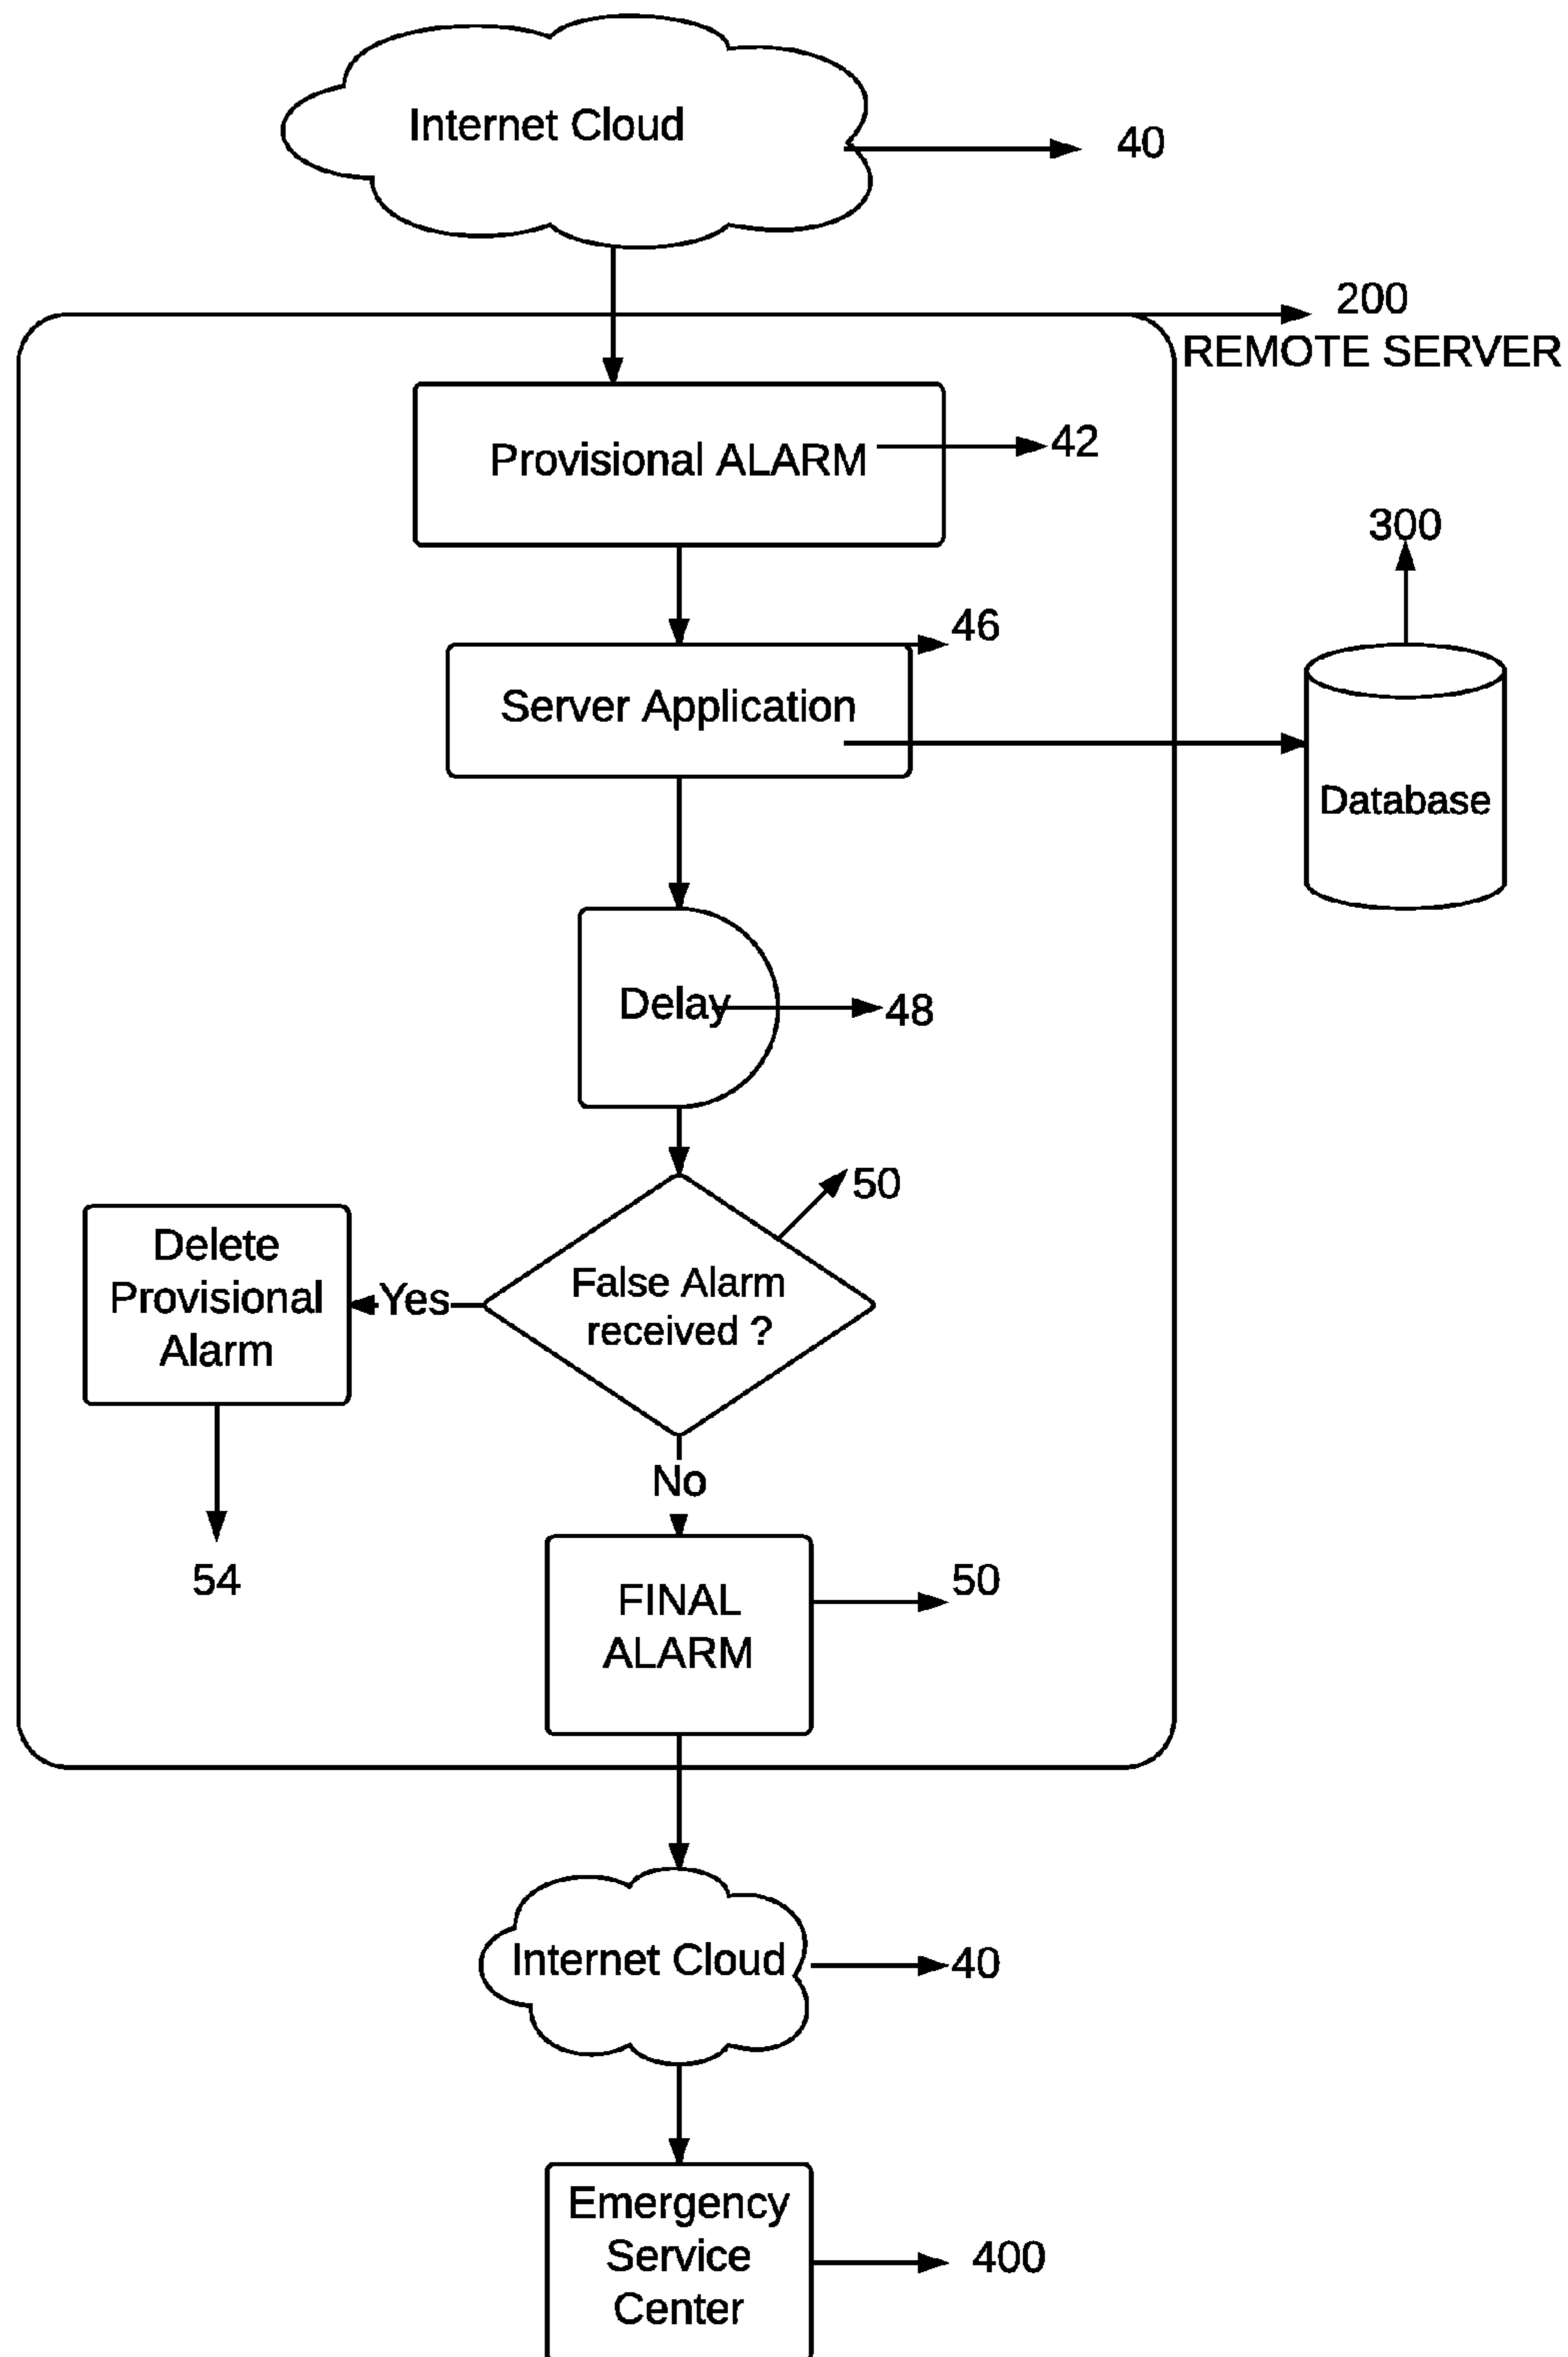 Internet Cloud
40
200
REMOTE SERVER
Provisional ALARM
42
300
46
Server Application
Database
Delay
48
50
Delete
Provisional
Alarm
Yes
False Alarm
received ?
No
54
FINAL
ALARM
50
Internet Cloud
40
Emergency
Service
Center
400